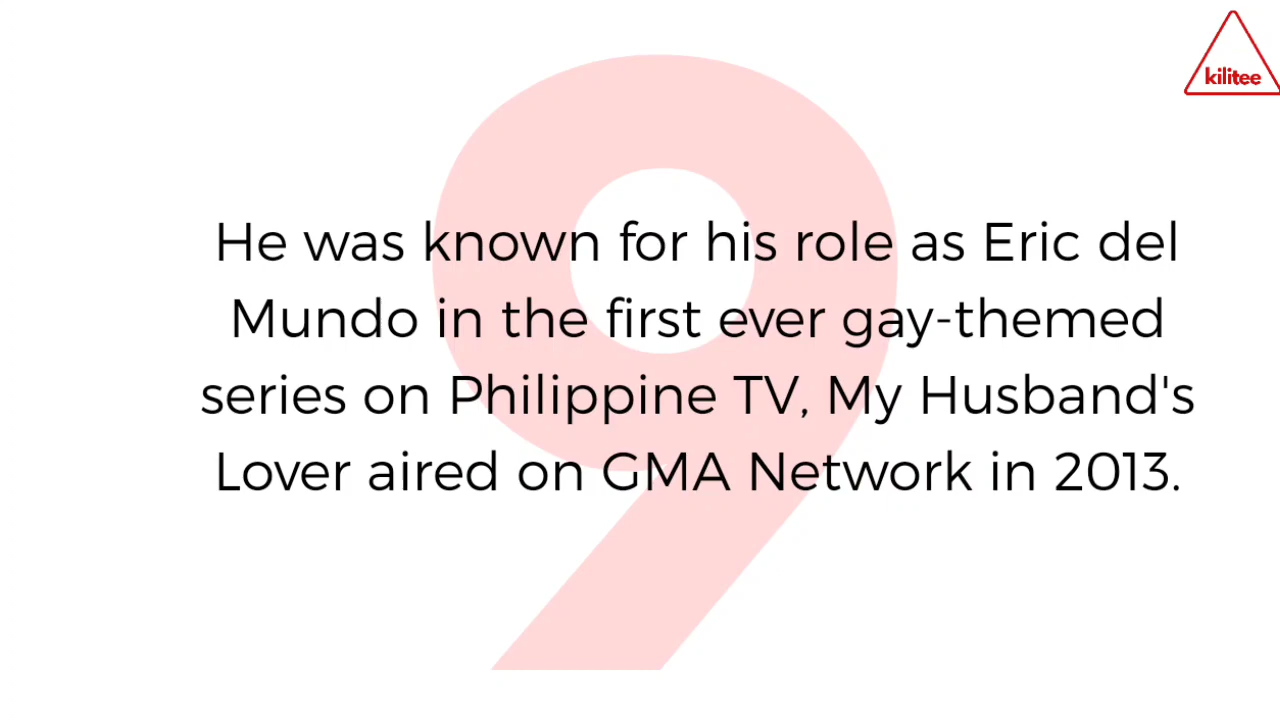 kilitee
9
He was known for his role as Eric del
Mundo in the first ever gay-themed
series on Philippine TV, My Husband's
Lover aired on GMA Network in 2013.